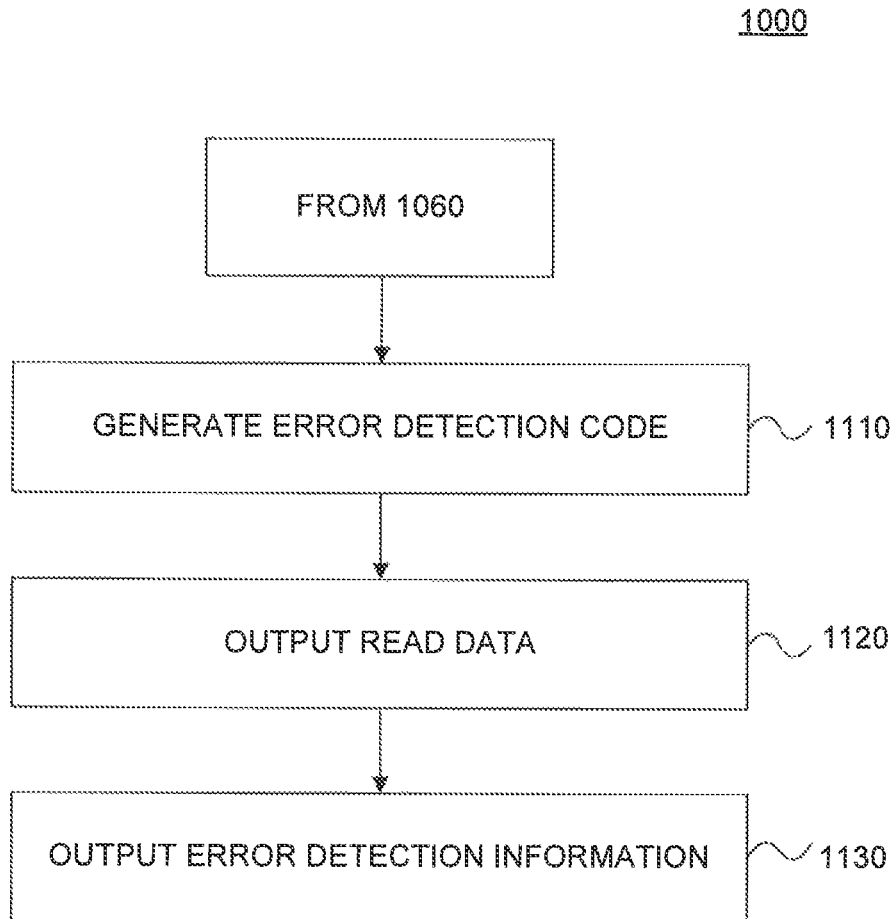 1000
FROM 1060
GENERATE ERROR DETECTION CODE
1110
OUTPUT READ DATA
1120
OUTPUT ERROR DETECTION INFORMATION
1130